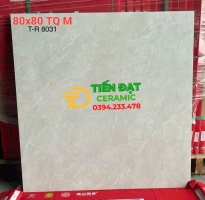 80x80 TQ M
T-R 8031
TIẾN ĐẠT
CERAMIC
0394.233.478